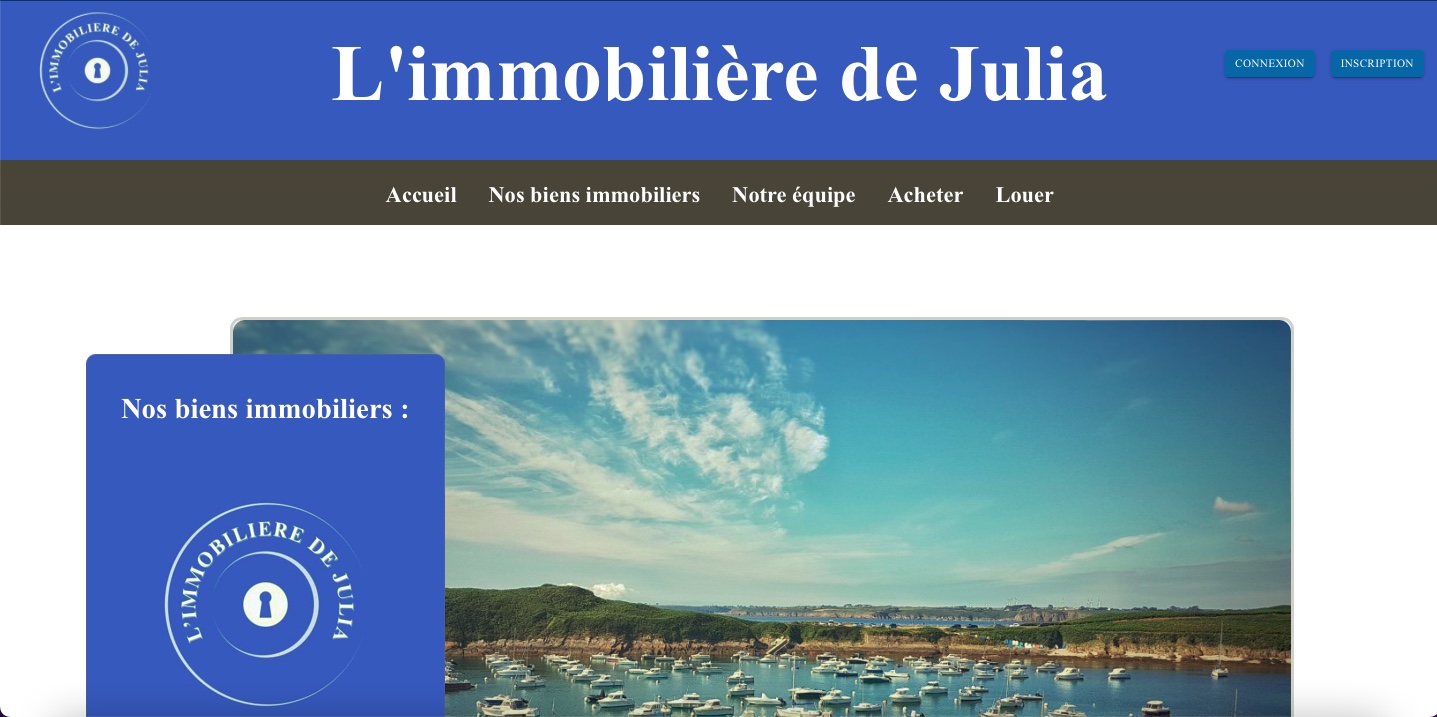 L'IMMOBILIERE DE JULIA
L'immobilière de Julia
CONNEXION
INSCRIPTION
Accueil
Nos biens immobiliers
Notre équipe
Acheter
Louer
Nos biens immobiliers :
L'IMMOBILIERE DE JULIA